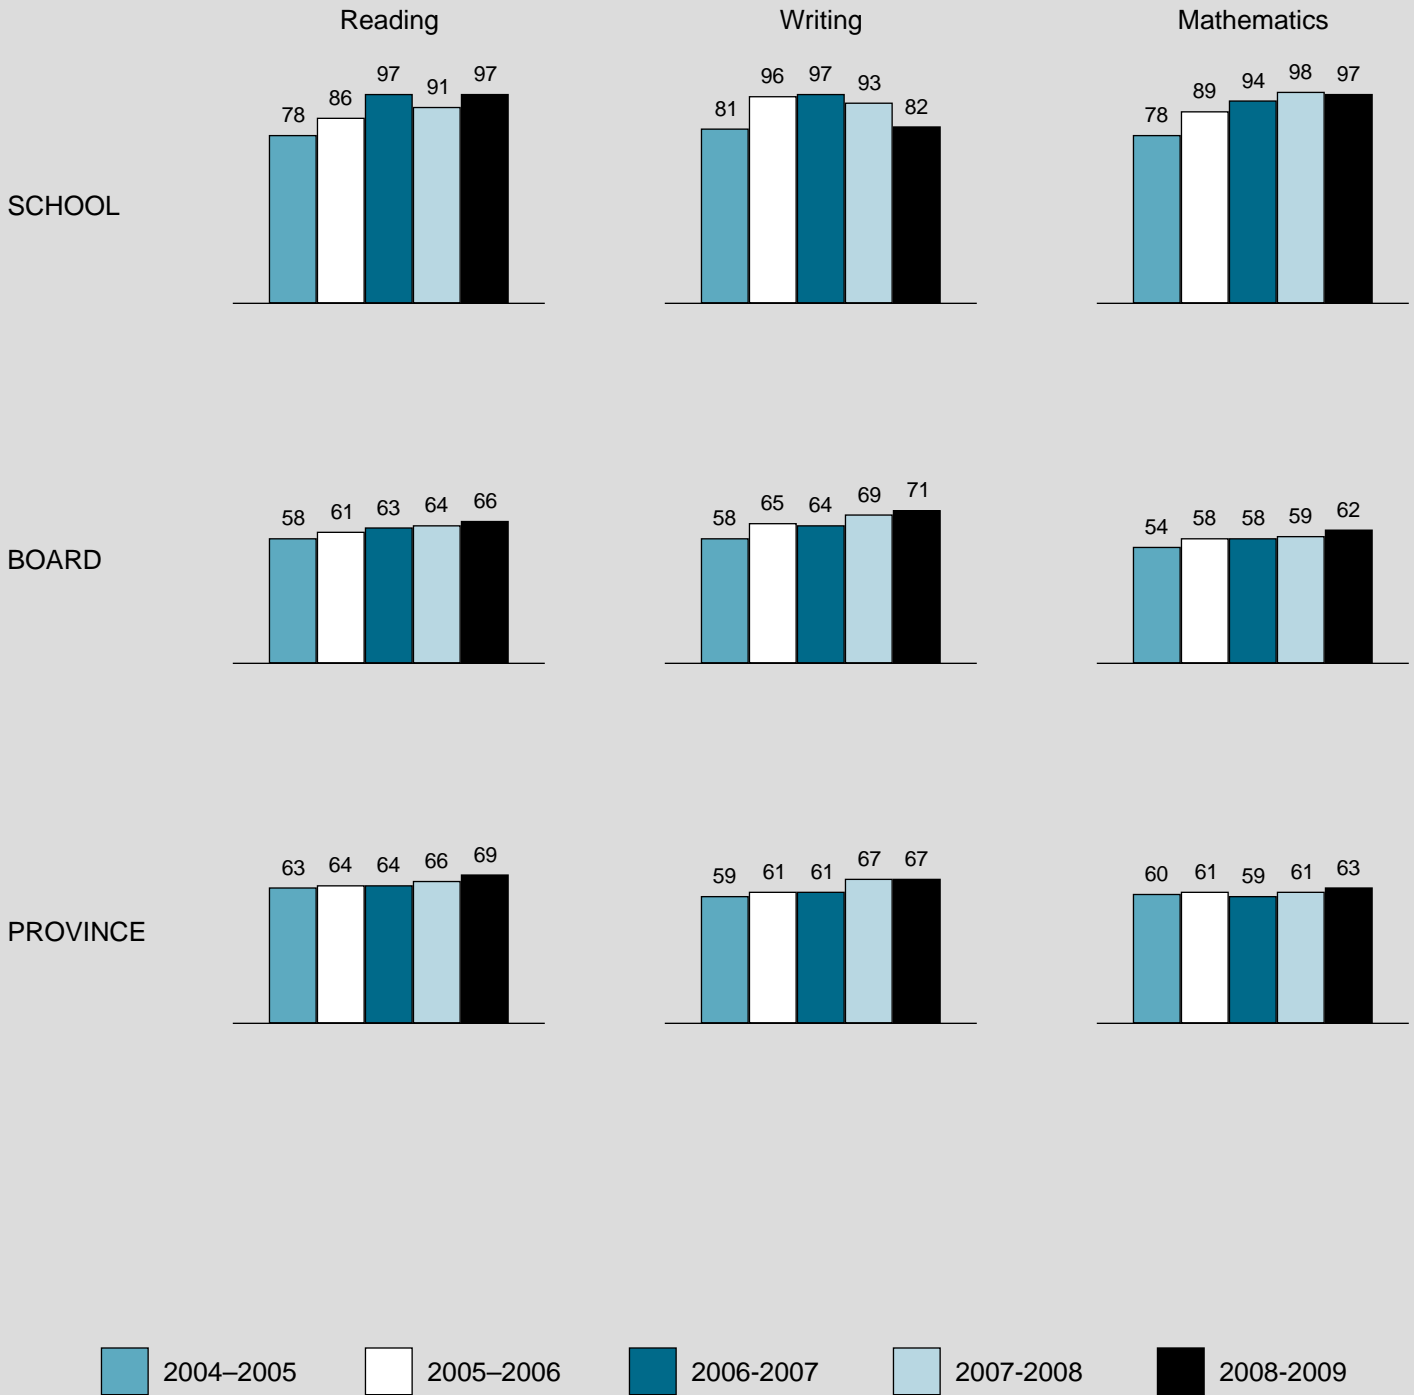 Reading Writing Mathematics
SCHOOL
78 86 97 91 97
81 96 97 93 82
78 89 94 98 97
BOARD
58 61 63 64 66
58 65 64 69 71
54 58 58 59 62
PROVINCE
63 64 64 66 69
59 61 61 67 67
60 61 59 61 63
2004–2005 2005–2006 2006-2007 2007-2008 2008-2009